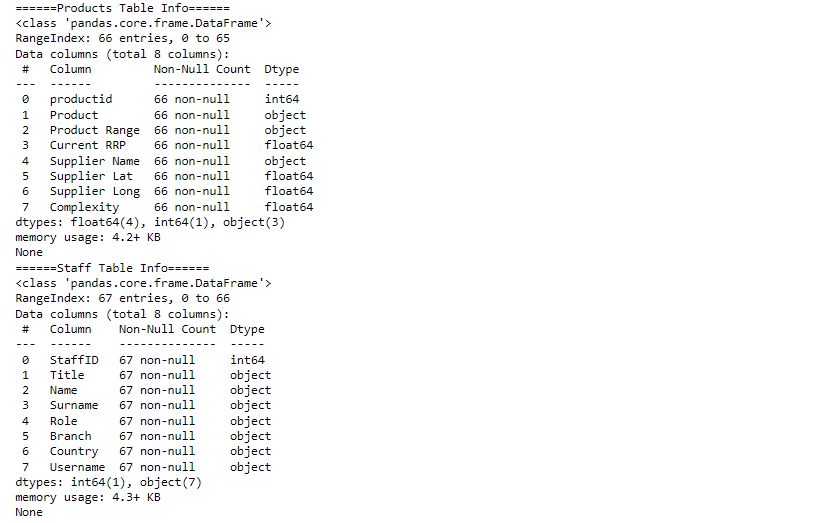 ======Products Table Info======
<class 'pandas.core.frame.DataFrame'>
RangeIndex: 66 entries, 0 to 65
Data columns (total 8 columns):
 #   Column         Non-Null Count  Dtype
---  ------         --------------  -----
 0   productid      66 non-null     int64
 1   Product        66 non-null     object
 2   Product Range  66 non-null     object
 3   Current RRP    66 non-null     float64
 4   Supplier Name  66 non-null     object
 5   Supplier Lat   66 non-null     float64
 6   Supplier Long  66 non-null     float64
 7   Complexity     66 non-null     float64
dtypes: float64(4), int64(1), object(3)
memory usage: 4.2+ KB
None
======Staff Table Info======
<class 'pandas.core.frame.DataFrame'>
RangeIndex: 67 entries, 0 to 66
Data columns (total 8 columns):
 #   Column    Non-Null Count  Dtype
---  ------    --------------  -----
 0   StaffID   67 non-null     int64
 1   Title     67 non-null     object
 2   Name      67 non-null     object
 3   Surname   67 non-null     object
 4   Role      67 non-null     object
 5   Branch    67 non-null     object
 6   Country   67 non-null     object
 7   Username  67 non-null     object
dtypes: int64(1), object(7)
memory usage: 4.3+ KB
None